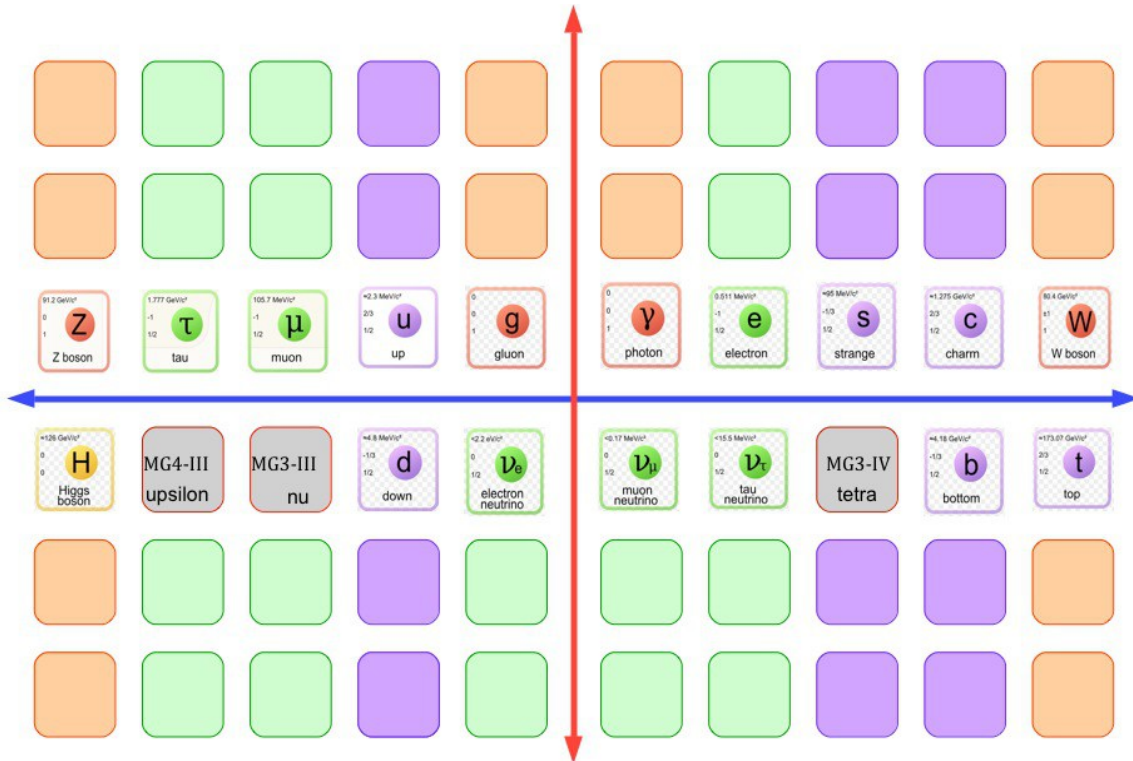 91.2 GeV/c²
0
1
Z
Z boson
1.777 GeV/c²
-1
1/2
τ
tau
105.7 MeV/c²
-1
1/2
μ
muon
≈2.3 MeV/c²
2/3
1/2
u
up
0
0
1
g
gluon
0
0
1
γ
photon
0.511 MeV/c²
-1
1/2
e
electron
≈95 MeV/c²
-1/3
1/2
s
strange
≈1.275 GeV/c²
2/3
1/2
c
charm
80.4 GeV/c²
±1
1
W
W boson
≈126 GeV/c²
0
0
H
Higgs
boson
MG4-III
upsilon
MG3-III
nu
≈4.8 MeV/c²
-1/3
1/2
d
down
<2.2 eV/c²
0
1/2
νe
electron
neutrino
<0.17 MeV/c²
0
1/2
νμ
muon
neutrino
<15.5 MeV/c²
0
1/2
ντ
tau
neutrino
MG3-IV
tetra
≈4.18 GeV/c²
-1/3
1/2
b
bottom
≈173.07 GeV/c²
2/3
1/2
t
top